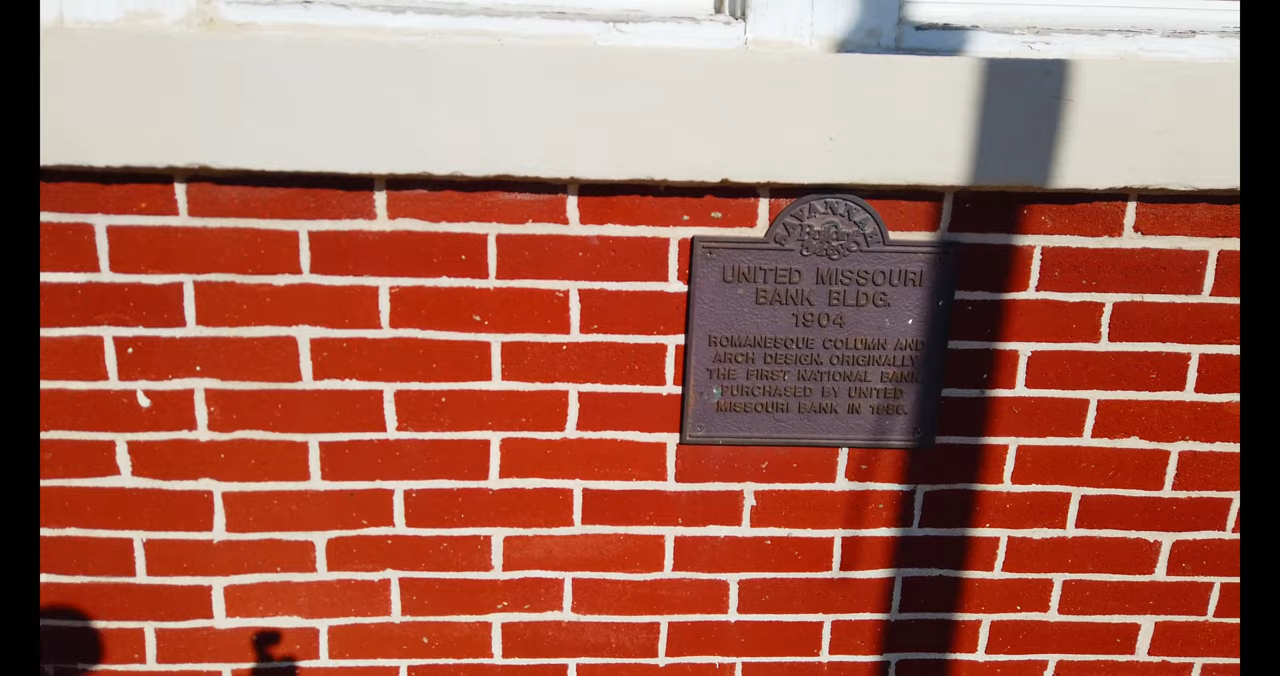 SAVANNAH
UNITED MISSOURI
BANK BLDG.
1904
ROMANESQUE COLUMN AND
ARCH DESIGN. ORIGINALLY
THE FIRST NATIONAL BANK.
PURCHASED BY UNITED
MISSOURI BANK IN 1986.